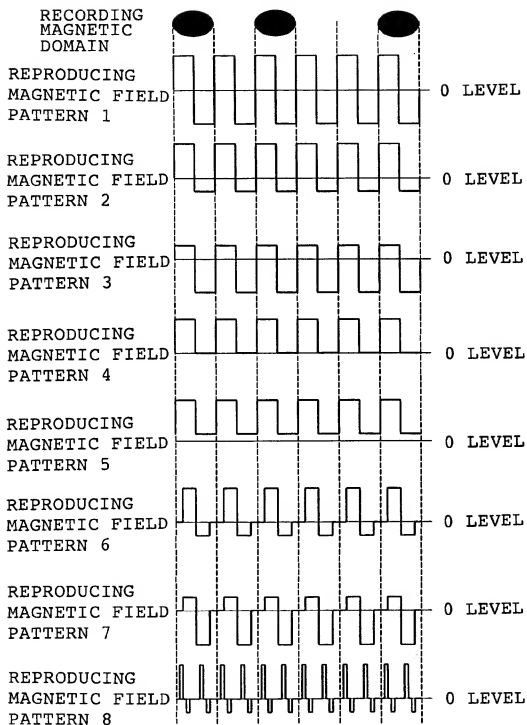 RECORDING
MAGNETIC
DOMAIN
REPRODUCING
MAGNETIC FIELD
PATTERN 1
0 LEVEL
REPRODUCING
MAGNETIC FIELD
PATTERN 2
0 LEVEL
REPRODUCING
MAGNETIC FIELD
PATTERN 3
0 LEVEL
REPRODUCING
MAGNETIC FIELD
PATTERN 4
0 LEVEL
REPRODUCING
MAGNETIC FIELD
PATTERN 5
0 LEVEL
REPRODUCING
MAGNETIC FIELD
PATTERN 6
0 LEVEL
REPRODUCING
MAGNETIC FIELD
PATTERN 7
0 LEVEL
REPRODUCING
MAGNETIC FIELD
PATTERN 8
0 LEVEL